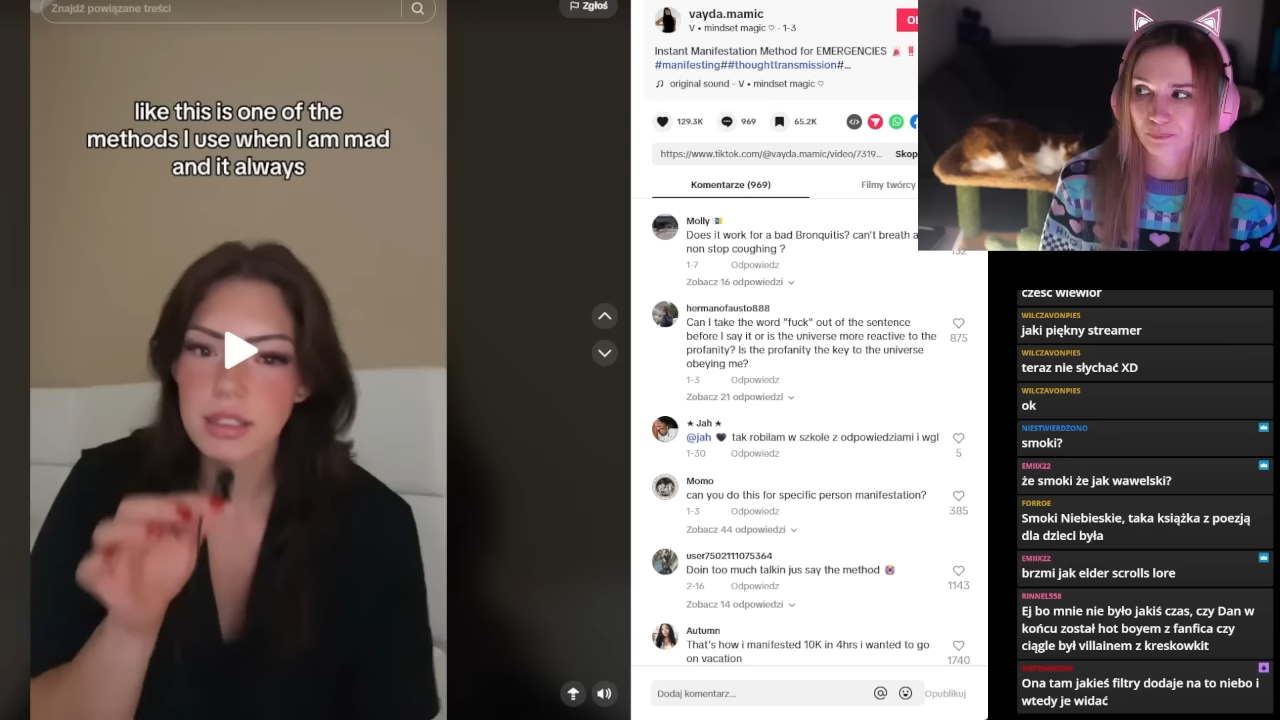 Znajdź powiązane treści
Zgłoś
like this is one of the
methods I use when I am mad
and it always
vayda.mamic
V • mindset magic ♡ · 1-3
Instant Manifestation Method for EMERGENCIES 🚨 ‼️
#manifesting##thoughttransmission#...
♫ original sound - V • mindset magic ♡
129.3K
969
65.2K
https://www.tiktok.com/@vayda.mamic/video/7319...
Komentarze (969)
Filmy twórcy
Molly
Does it work for a bad Bronquitis? can't breath a
non stop coughing ?
1-7 Odpowiedz
Zobacz 16 odpowiedzi
hermanofausto888
Can I take the word "fuck" out of the sentence
before I say it or is the universe more reactive to the
profanity? Is the profanity the key to the universe
obeying me?
875
1-3 Odpowiedz
Zobacz 21 odpowiedzi
★ Jah ★
@jah 🖤 tak robilam w szkole z odpowiedziami i wgl
5
1-30 Odpowiedz
Momo
can you do this for specific person manifestation?
385
1-3 Odpowiedz
Zobacz 44 odpowiedzi
user7502111075364
Doin too much talkin jus say the method
1143
2-16 Odpowiedz
Zobacz 14 odpowiedzi
Autumn
That's how i manifested 10K in 4hrs i wanted to go
on vacation
1740
Dodaj komentarz...
Opublikuj
czesc wiewior
WILCZAVONPIES
jaki piękny streamer
WILCZAVONPIES
teraz nie słychać XD
WILCZAVONPIES
ok
NIESTWIERDZONO
smoki?
EMIIX22
że smoki że jak wawelski?
FORROE
Smoki Niebieskie, taka książka z poezją
dla dzieci była
EMIIX22
brzmi jak elder scrolls lore
RINNEL558
Ej bo mnie nie było jakiś czas, czy Dan w
końcu został hot boyem z fanfica czy
ciągle był villainem z kreskowkit
Ona tam jakieś filtry dodaje na to niebo i
wtedy je widać